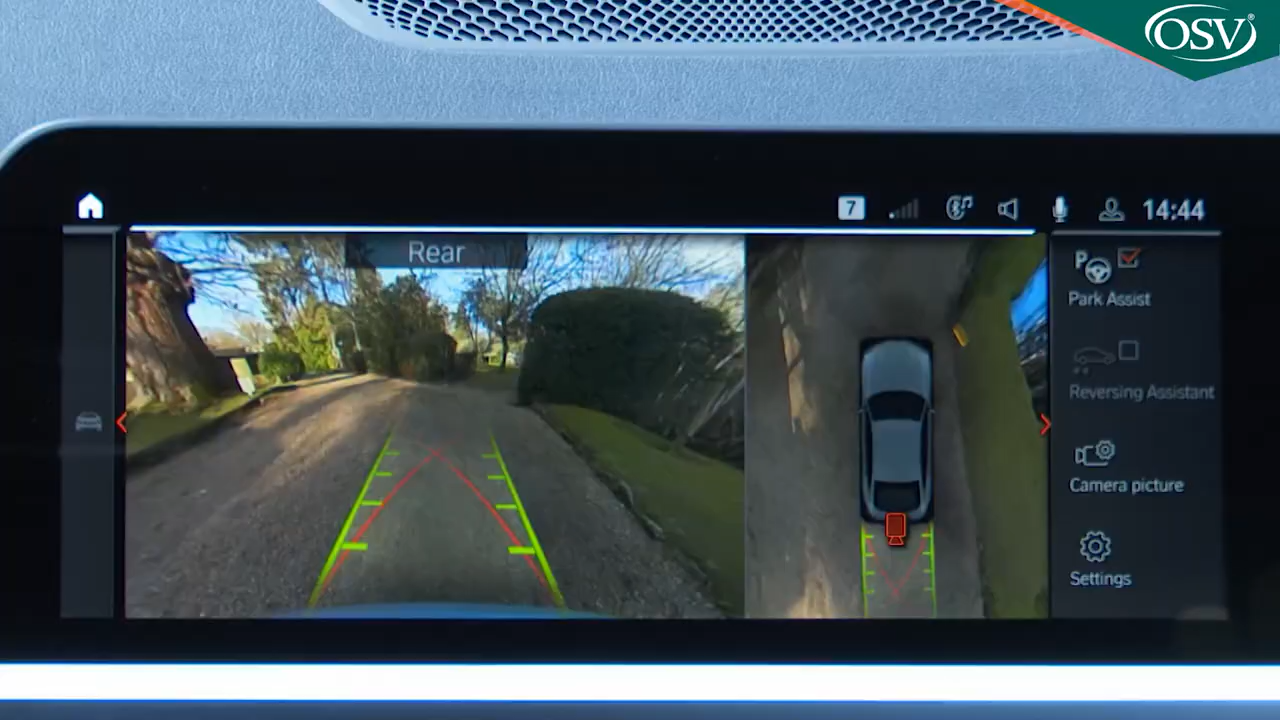 OSV®
7
14:44
Rear
P
Park Assist
Reversing Assistant
Camera picture
Settings